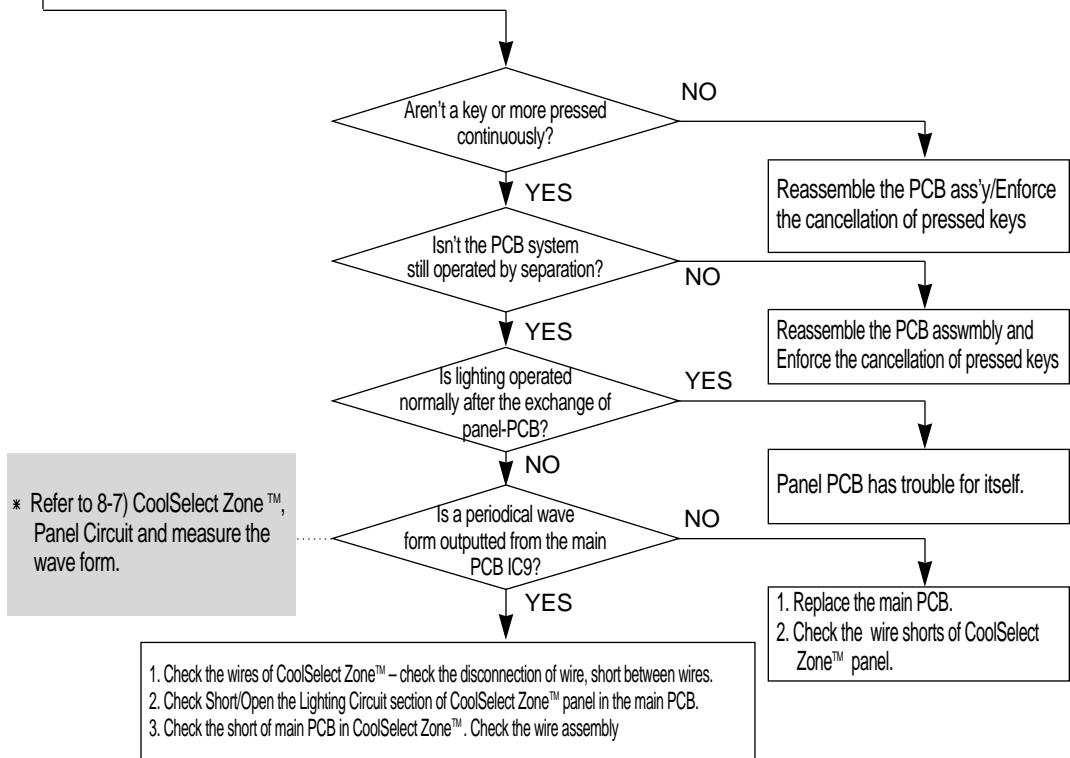 Aren't a key or more pressed
continuously?
NO
Reassemble the PCB ass'y/Enforce
the cancellation of pressed keys
YES
Isn't the PCB system
still operated by separation?
NO
Reassemble the PCB asswmbly and
Enforce the cancellation of pressed keys
YES
Is lighting operated
normally after the exchange of
panel-PCB?
YES
Panel PCB has trouble for itself.
NO
* Refer to 8-7) CoolSelect Zone ™,
Panel Circuit and measure the
wave form.
Is a periodical wave
form outputted from the main
PCB IC9?
NO
1. Replace the main PCB.
2. Check the wire shorts of CoolSelect
Zone™ panel.
YES
1. Check the wires of CoolSelect Zone™ – check the disconnection of wire, short between wires.
2. Check Short/Open the Lighting Circuit section of CoolSelect Zone™ panel in the main PCB.
3. Check the short of main PCB in CoolSelect Zone™. Check the wire assembly